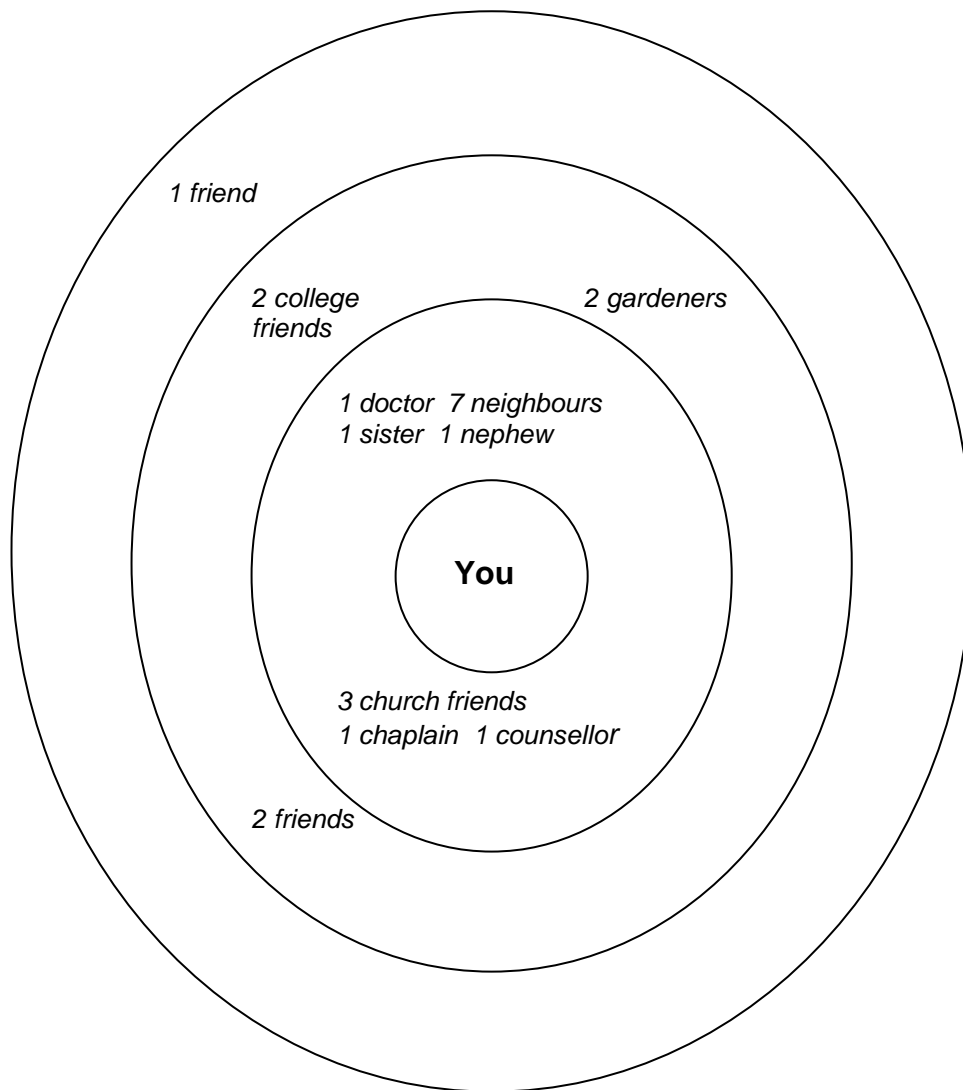 1 friend
2 college
friends
2 gardeners
1 doctor  7 neighbours
1 sister  1 nephew
You
3 church friends
1 chaplain  1 counsellor
2 friends